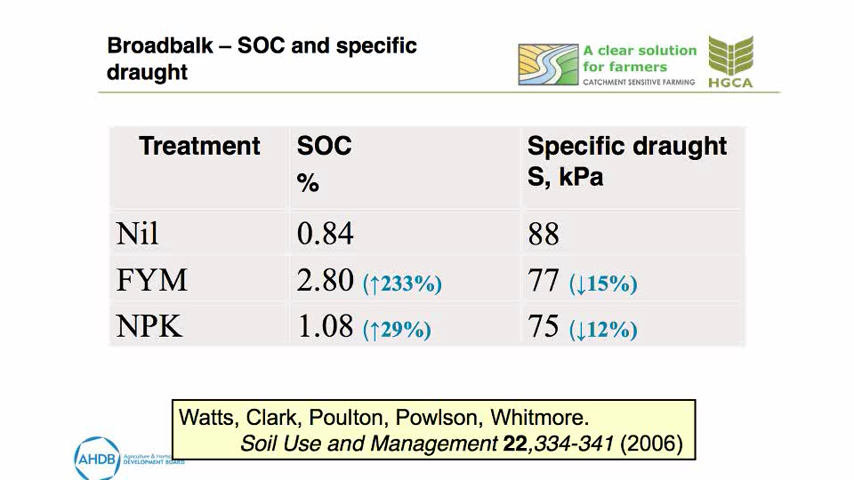 Broadbalk – SOC and specific
draught
A clear solution
for farmers
CATCHMENT SENSITIVE FARMING
HGCA
Treatment SOC % Specific draught S, kPa
Nil 0.84 88
FYM 2.80 (↑233%) 77 (↓15%)
NPK 1.08 (↑29%) 75 (↓12%)
Watts, Clark, Poulton, Powlson, Whitmore.
Soil Use and Management 22,334-341 (2006)
AHDB
DEVELOPMENT BOARD